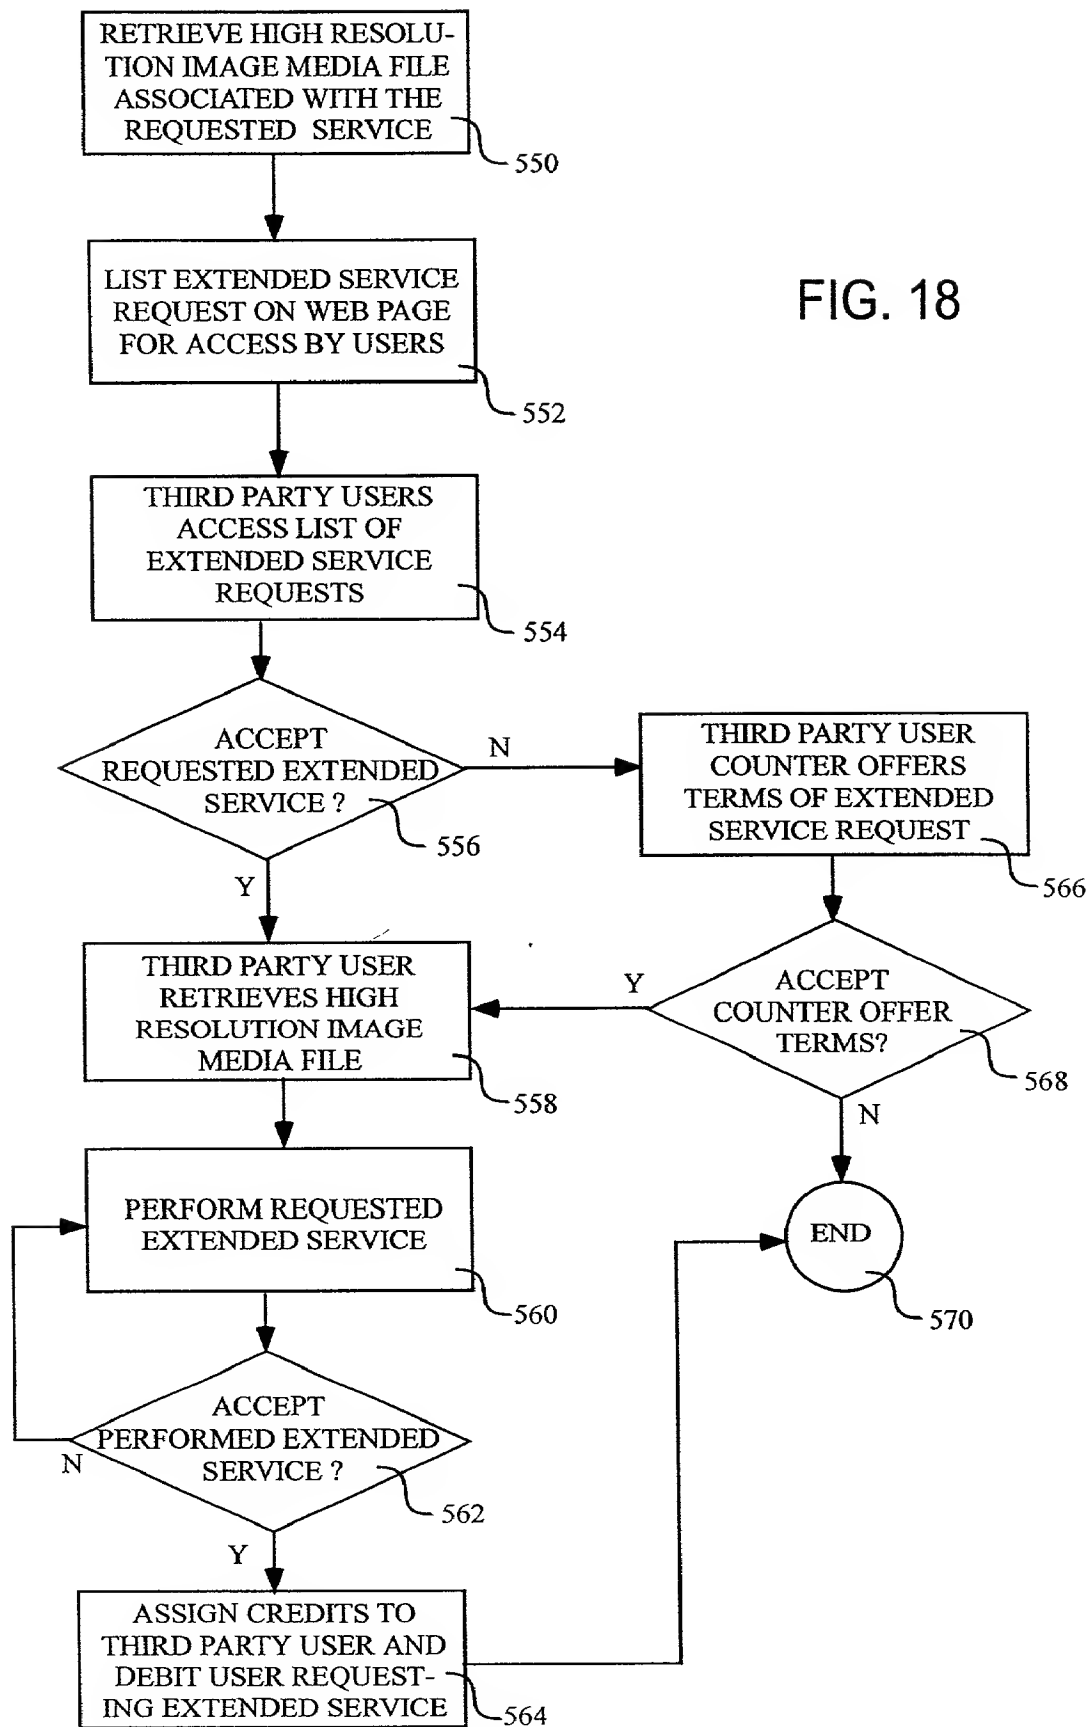 RETRIEVE HIGH RESOLU-
TION IMAGE MEDIA FILE
ASSOCIATED WITH THE
REQUESTED SERVICE
550
LIST EXTENDED SERVICE
REQUEST ON WEB PAGE
FOR ACCESS BY USERS
552
FIG. 18
THIRD PARTY USERS
ACCESS LIST OF
EXTENDED SERVICE
REQUESTS
554
ACCEPT
REQUESTED EXTENDED
SERVICE ?
556
N
Y
THIRD PARTY USER
COUNTER OFFERS
TERMS OF EXTENDED
SERVICE REQUEST
566
THIRD PARTY USER
RETRIEVES HIGH
RESOLUTION IMAGE
MEDIA FILE
558
Y
ACCEPT
COUNTER OFFER
TERMS?
568
N
PERFORM REQUESTED
EXTENDED SERVICE
560
END
570
ACCEPT
PERFORMED EXTENDED
SERVICE ?
562
N
Y
ASSIGN CREDITS TO
THIRD PARTY USER AND
DEBIT USER REQUEST-
ING EXTENDED SERVICE
564